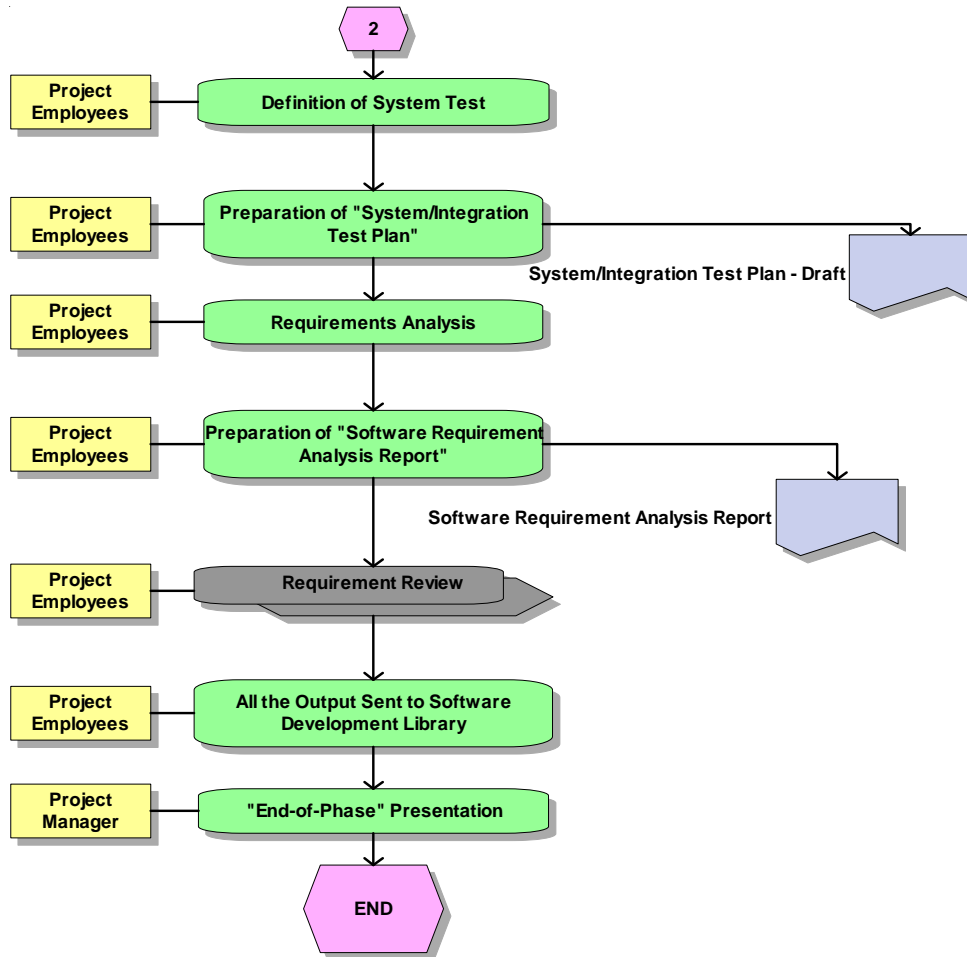 2
Project
Employees
Definition of System Test
Project
Employees
Preparation of "System/Integration
Test Plan"
System/Integration Test Plan - Draft
Project
Employees
Requirements Analysis
Project
Employees
Preparation of "Software Requirement
Analysis Report"
Software Requirement Analysis Report
Project
Employees
Requirement Review
Project
Employees
All the Output Sent to Software
Development Library
Project
Manager
"End-of-Phase" Presentation
END